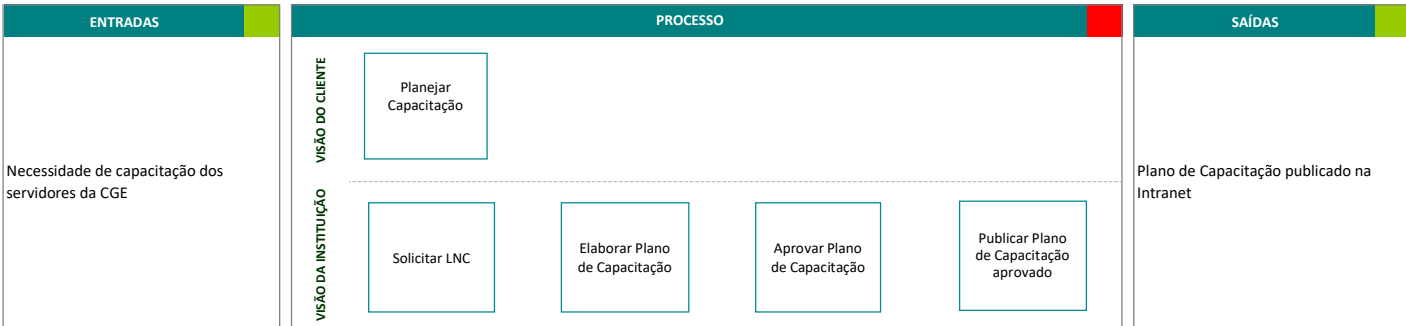 ENTRADAS
PROCESSO
SAÍDAS
Necessidade de capacitação dos
servidores da CGE
VISÃO DO CLIENTE
Planejar
Capacitação
VISÃO DA INSTITUIÇÃO
Solicitar LNC
Elaborar Plano
de Capacitação
Aprovar Plano
de Capacitação
Publicar Plano
de Capacitação
aprovado
Plano de Capacitação publicado na
Intranet